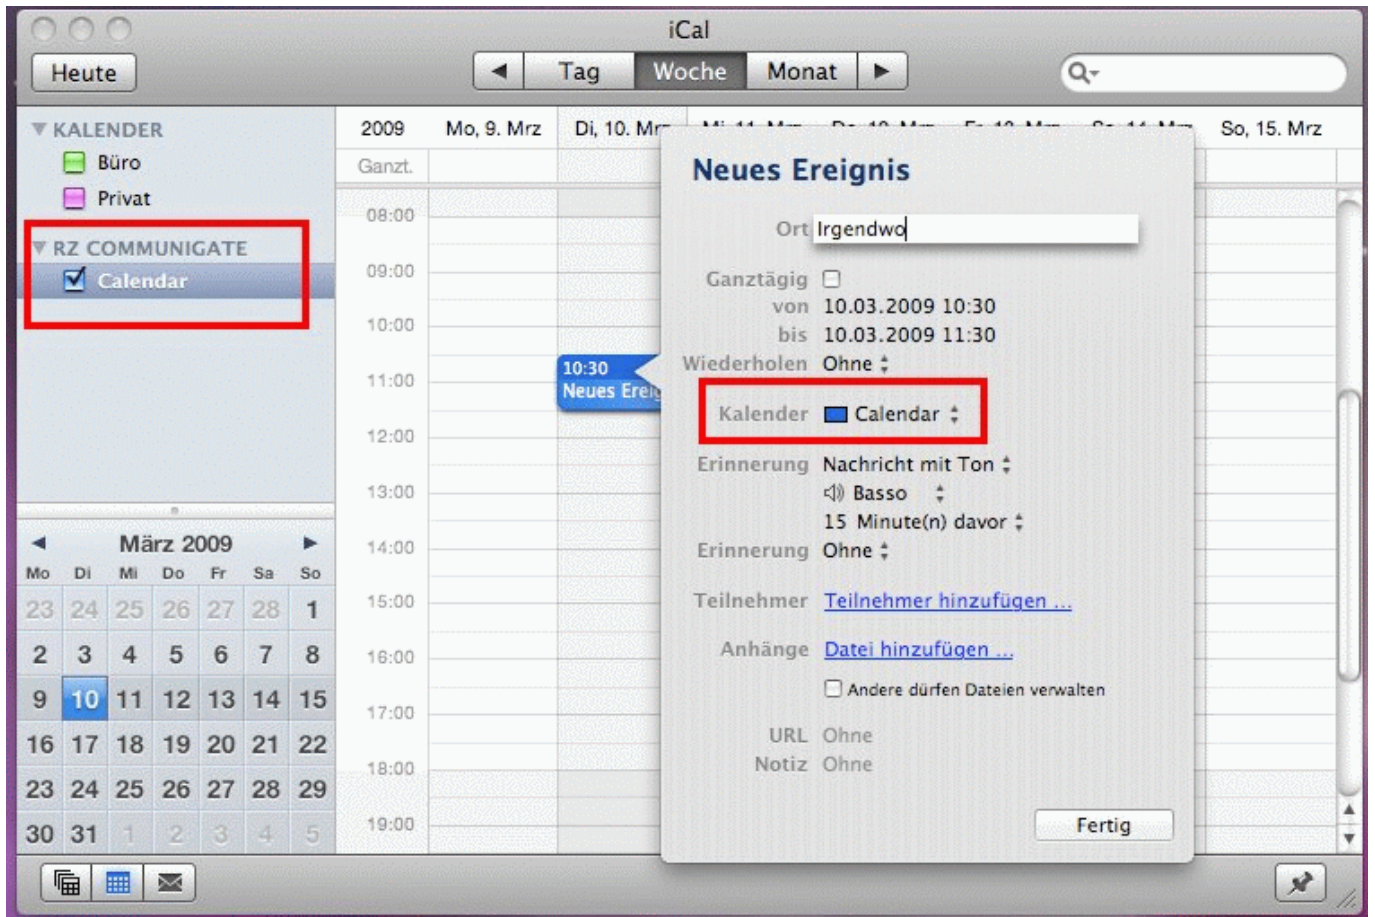 iCal
Heute
Tag Woche Monat
KALENDER
Büro
Privat
RZ COMMUNIGATE
Calendar
März 2009
Mo Di Mi Do Fr Sa So
23 24 25 26 27 28 1
2 3 4 5 6 7 8
9 10 11 12 13 14 15
16 17 18 19 20 21 22
23 24 25 26 27 28 29
30 31 1 2 3 4 5
2009 Mo, 9. Mrz Di, 10. Mrz So, 15. Mrz
Ganzt.
08:00
09:00
10:00
11:00
12:00
13:00
14:00
15:00
16:00
17:00
18:00
19:00
10:30
Neues Ereig
Neues Ereignis
Ort Irgendwo
Ganztägig
von 10.03.2009 10:30
bis 10.03.2009 11:30
Wiederholen Ohne
Kalender Calendar
Erinnerung Nachricht mit Ton
Basso
15 Minute(n) davor
Erinnerung Ohne
Teilnehmer Teilnehmer hinzufügen ...
Anhänge Datei hinzufügen ...
Andere dürfen Dateien verwalten
URL Ohne
Notiz Ohne
Fertig